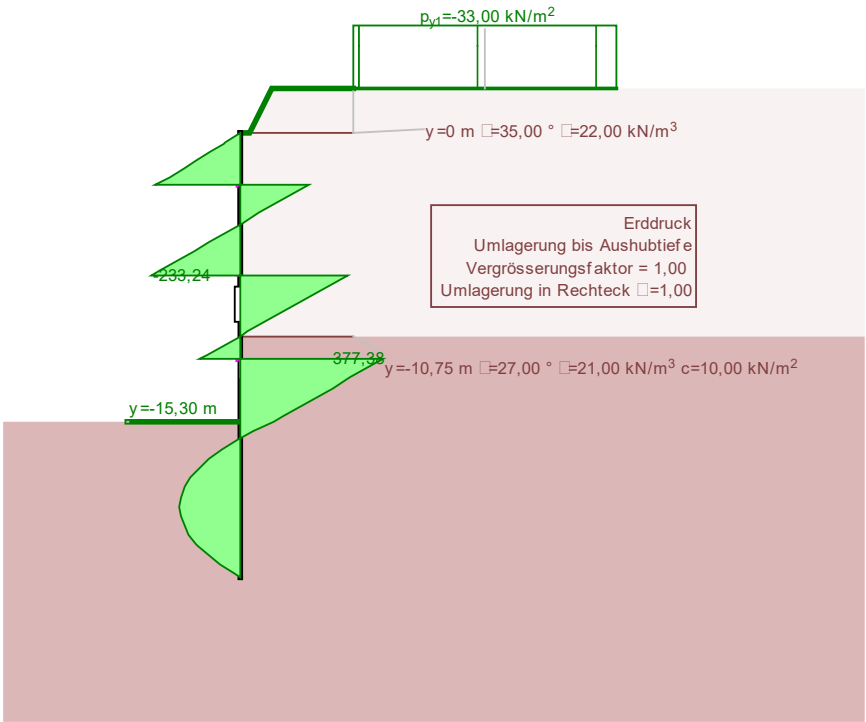 py1=-33,00 kN/m²
y=0 m □=35,00 ° □=22,00 kN/m³
Erddruck
Umlagerung bis Aushubtiefe
Vergrösserungsfaktor = 1,00
Umlagerung in Rechteck □=1,00
-233,24
377,38
y=-10,75 m □=27,00 ° □=21,00 kN/m³ c=10,00 kN/m²
y=-15,30 m